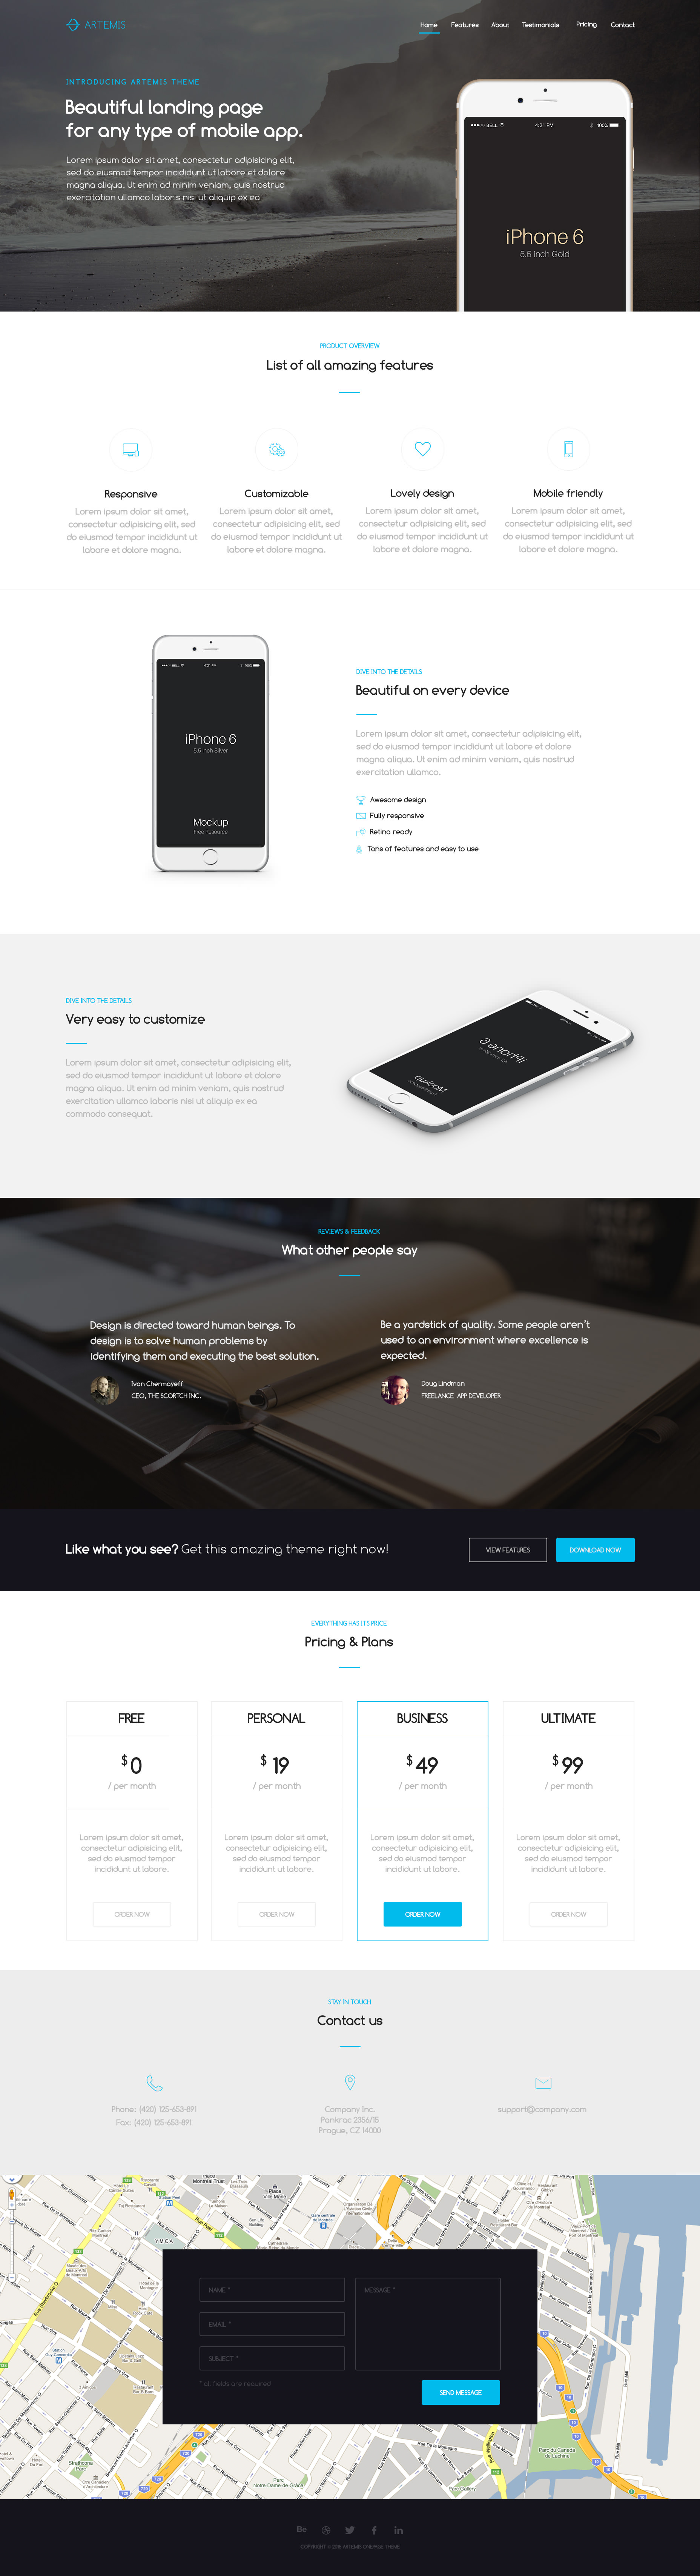 ARTEMIS
Home Features About Testimonials Pricing Contact
INTRODUCING ARTEMIS THEME
Beautiful landing page
for any type of mobile app.
Lorem ipsum dolor sit amet, consectetur adipisicing elit,
sed do eiusmod tempor incididunt ut labore et dolore
magna aliqua. Ut enim ad minim veniam, quis nostrud
exercitation ullamco laboris nisi ut aliquip ex ea
BELL 4:21 PM 100%
iPhone 6
5.5 inch Gold
PRODUCT OVERVIEW
List of all amazing features
Responsive
Lorem ipsum dolor sit amet,
consectetur adipisicing elit, sed
do eiusmod tempor incididunt ut
labore et dolore magna.
Customizable
Lorem ipsum dolor sit amet,
consectetur adipisicing elit, sed
do eiusmod tempor incididunt ut
labore et dolore magna.
Lovely design
Lorem ipsum dolor sit amet,
consectetur adipisicing elit, sed
do eiusmod tempor incididunt ut
labore et dolore magna.
Mobile friendly
Lorem ipsum dolor sit amet,
consectetur adipisicing elit, sed
do eiusmod tempor incididunt ut
labore et dolore magna.
BELL 4:21 PM 100%
iPhone 6
5.5 inch Silver
Mockup
Free Resource
DIVE INTO THE DETAILS
Beautiful on every device
Lorem ipsum dolor sit amet, consectetur adipisicing elit,
sed do eiusmod tempor incididunt ut labore et dolore
magna aliqua. Ut enim ad minim veniam, quis nostrud
exercitation ullamco.
Awesome design
Fully responsive
Retina ready
Tons of features and easy to use
DIVE INTO THE DETAILS
Very easy to customize
Lorem ipsum dolor sit amet, consectetur adipisicing elit,
sed do eiusmod tempor incididunt ut labore et dolore
magna aliqua. Ut enim ad minim veniam, quis nostrud
exercitation ullamco laboris nisi ut aliquip ex ea
commodo consequat.
iPhone 6
Mockup
REVIEWS & FEEDBACK
What other people say
Design is directed toward human beings. To
design is to solve human problems by
identifying them and executing the best solution.
Ivan Chermayeff
CEO, THE SCORTCH INC.
Be a yardstick of quality. Some people aren't
used to an environment where excellence is
expected.
Doug Lindman
FREELANCE APP DEVELOPER
Like what you see? Get this amazing theme right now!
VIEW FEATURES
DOWNLOAD NOW
EVERYTHING HAS ITS PRICE
Pricing & Plans
FREE
$0
/ per month
Lorem ipsum dolor sit amet,
consectetur adipisicing elit,
sed do eiusmod tempor
incididunt ut labore.
ORDER NOW
PERSONAL
$19
/ per month
Lorem ipsum dolor sit amet,
consectetur adipisicing elit,
sed do eiusmod tempor
incididunt ut labore.
ORDER NOW
BUSINESS
$49
/ per month
Lorem ipsum dolor sit amet,
consectetur adipisicing elit,
sed do eiusmod tempor
incididunt ut labore.
ORDER NOW
ULTIMATE
$99
/ per month
Lorem ipsum dolor sit amet,
consectetur adipisicing elit,
sed do eiusmod tempor
incididunt ut labore.
ORDER NOW
STAY IN TOUCH
Contact us
Phone: (420) 125-653-891
Fax: (420) 125-653-891
Company Inc.
Pankrac 2356/15
Prague, CZ 14000
support@company.com
YMCA
NAME *
EMAIL *
SUBJECT *
MESSAGE *
* all fields are required
SEND MESSAGE
Parc
Notre-Dame-de-Grâce
Parc du Canal de
Lachine
Bē
COPYRIGHT © 2015 ARTEMIS ONEPAGE THEME